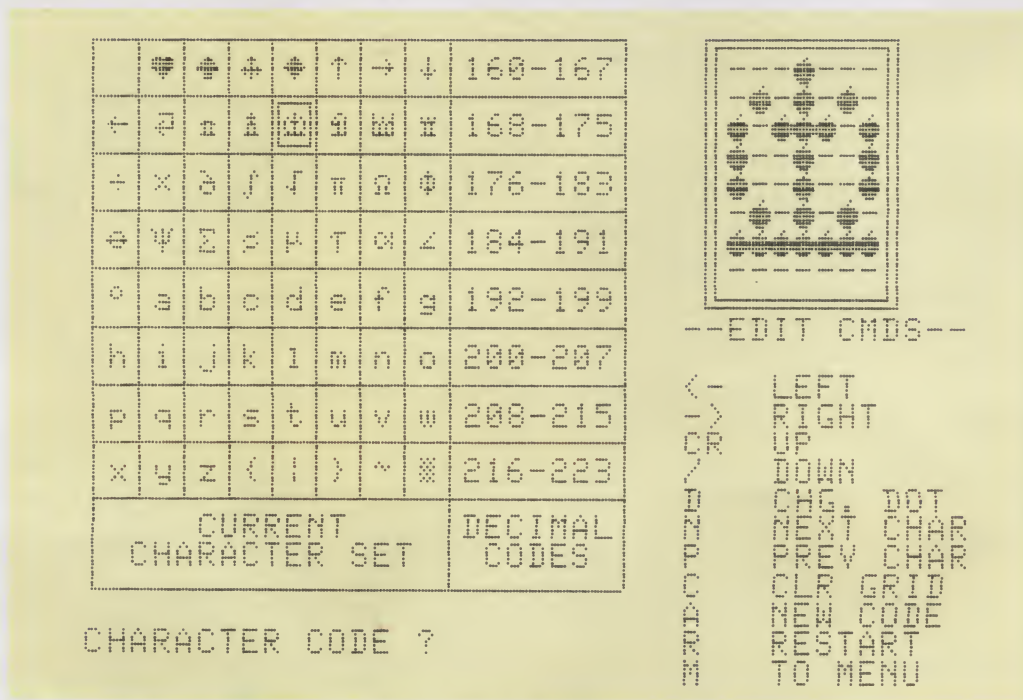 ♥ ♠ ♣ ♦ ↑ → ↓ 160-167
← 168-175
÷ × ∂ ∫ √ π Ω Φ 176-183
Ψ Σ μ τ α ∠ 184-191
° a b c d e f g 192-199
h i j k l m n o 200-207
p q r s t u v w 208-215
x y z { | } ~ ▒ 216-223
CURRENT CHARACTER SET
DECIMAL CODES
CHARACTER CODE ?
--EDIT CMDS--
<- LEFT
-> RIGHT
CR UP
/ DOWN
D CHG. DOT
N NEXT CHAR
P PREV CHAR
C CLR GRID
A NEW CODE
R RESTART
M TO MENU